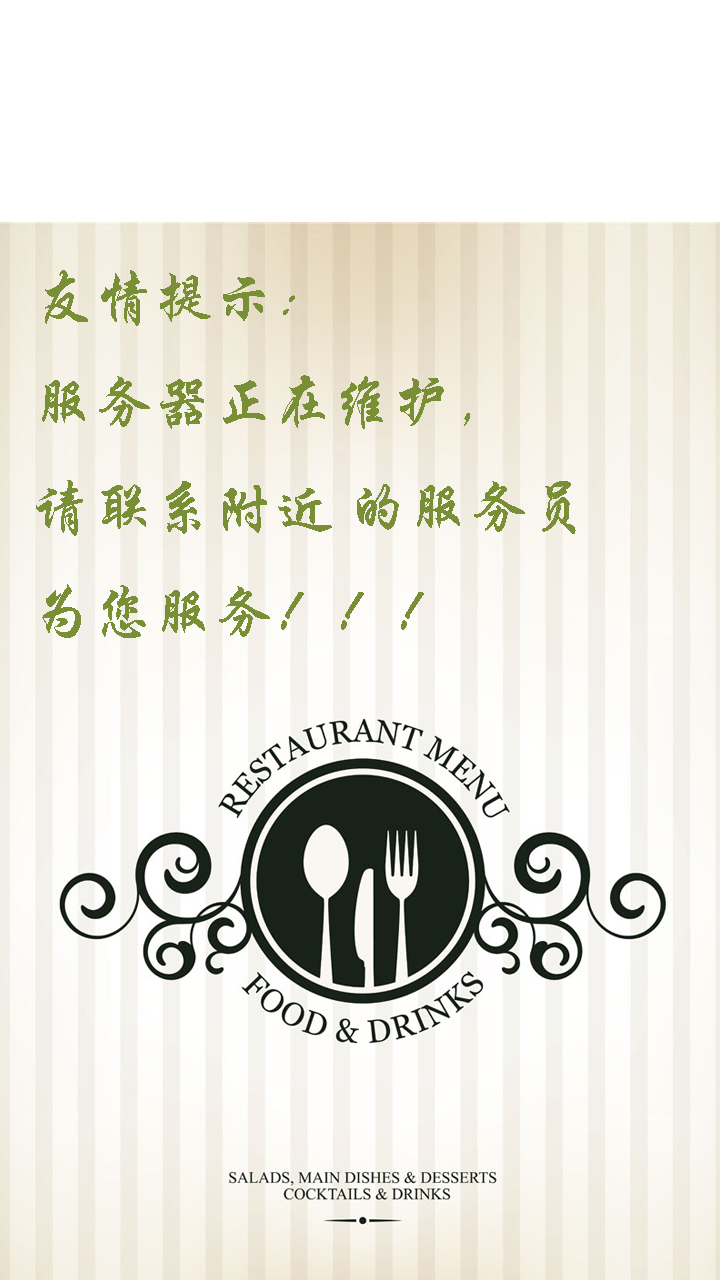 友情提示：
服务器正在维护，
请联系附近 的服务员
为您服务！！！
RESTAURANT MENU
FOOD & DRINKS
SALADS, MAIN DISHES & DESSERTS
COCKTAILS & DRINKS